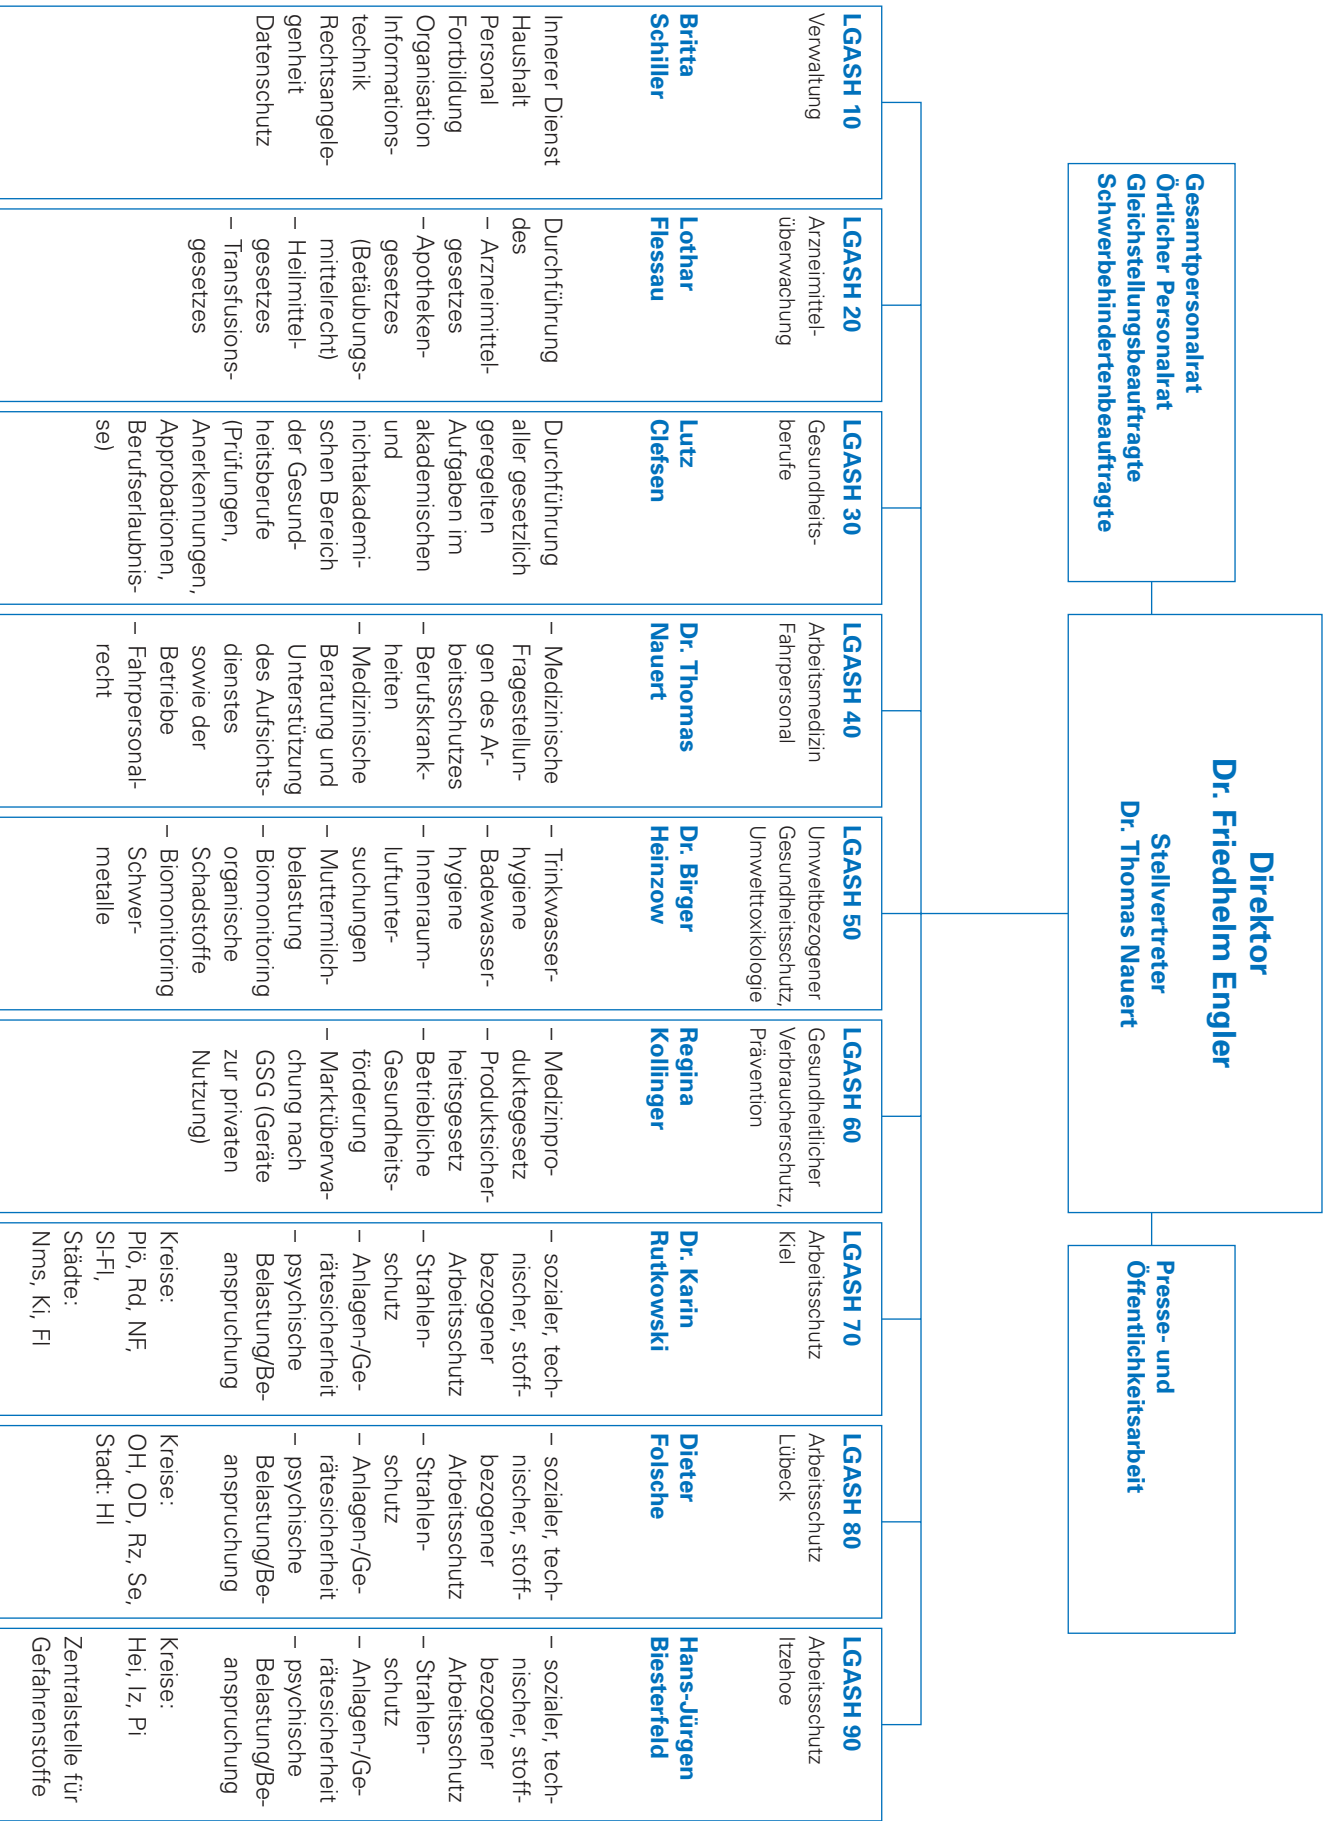 Gesamtpersonalrat
Örtlicher Personalrat
Gleichstellungsbeauftragte
Schwerbehindertenbeauftragte
Direktor
Dr. Friedhelm Engler
Stellvertreter
Dr. Thomas Nauert
Presse- und
Öffentlichkeitsarbeit
LGASH 10
Verwaltung
Britta
Schiller
Innerer Dienst
Haushalt
Personal
Fortbildung
Organisation
Informations-
technik
Rechtsangele-
genheit
Datenschutz
LGASH 20
Arzneimittel-
überwachung
Lothar
Flessau
Durchführung
des
– Arzneimittel-
gesetzes
– Apotheken-
gesetzes
(Betäubungs-
mittelrecht)
– Heilmittel-
gesetzes
– Transfusions-
gesetzes
LGASH 30
Gesundheits-
berufe
Lutz
Clefsen
Durchführung
aller gesetzlich
geregelten
Aufgaben im
akademischen
und
nichtakademi-
schen Bereich
der Gesund-
heitsberufe
(Prüfungen,
Anerkennungen,
Approbationen,
Berufserlaubnis-
se)
LGASH 40
Arbeitsmedizin
Fahrpersonal
Dr. Thomas
Nauert
– Medizinische
Fragestellun-
gen des Ar-
beitsschutzes
– Berufskrank-
heiten
– Medizinische
Beratung und
Unterstützung
des Aufsichts-
dienstes
sowie der
Betriebe
– Fahrpersonal-
recht
LGASH 50
Umweltbezogener
Gesundheitsschutz,
Umwelttoxikologie
Dr. Birger
Heinzow
– Trinkwasser-
hygiene
– Badewasser-
hygiene
– Innenraum-
luftunter-
suchungen
– Muttermilch-
belastung
– Biomonitoring
organische
Schadstoffe
– Biomonitoring
Schwer-
metalle
LGASH 60
Gesundheitlicher
Verbraucherschutz,
Prävention
Regina
Kollinger
– Medizinpro-
duktegesetz
– Produktsicher-
heitsgesetz
– Betriebliche
Gesundheits-
förderung
– Marktüberwa-
chung nach
GSG (Geräte
zur privaten
Nutzung)
LGASH 70
Arbeitsschutz
Kiel
Dr. Karin
Rutkowski
– sozialer, tech-
nischer, stoff-
bezogener
Arbeitsschutz
– Strahlen-
schutz
– Anlagen-/Ge-
rätesicherheit
– psychische
Belastung/Be-
anspruchung
Kreise:
Plö, Rd, NF,
Sl-Fl,
Städte:
Nms, Ki, Fl
LGASH 80
Arbeitsschutz
Lübeck
Dieter
Folsche
– sozialer, tech-
nischer, stoff-
bezogener
Arbeitsschutz
– Strahlen-
schutz
– Anlagen-/Ge-
rätesicherheit
– psychische
Belastung/Be-
anspruchung
Kreise:
OH, OD, Rz, Se,
Stadt: Hl
LGASH 90
Arbeitsschutz
Itzehoe
Hans-Jürgen
Biesterfeld
– sozialer, tech-
nischer, stoff-
bezogener
Arbeitsschutz
– Strahlen-
schutz
– Anlagen-/Ge-
rätesicherheit
– psychische
Belastung/Be-
anspruchung
Kreise:
Hei, Iz, Pi
Zentralstelle für
Gefahrenstoffe